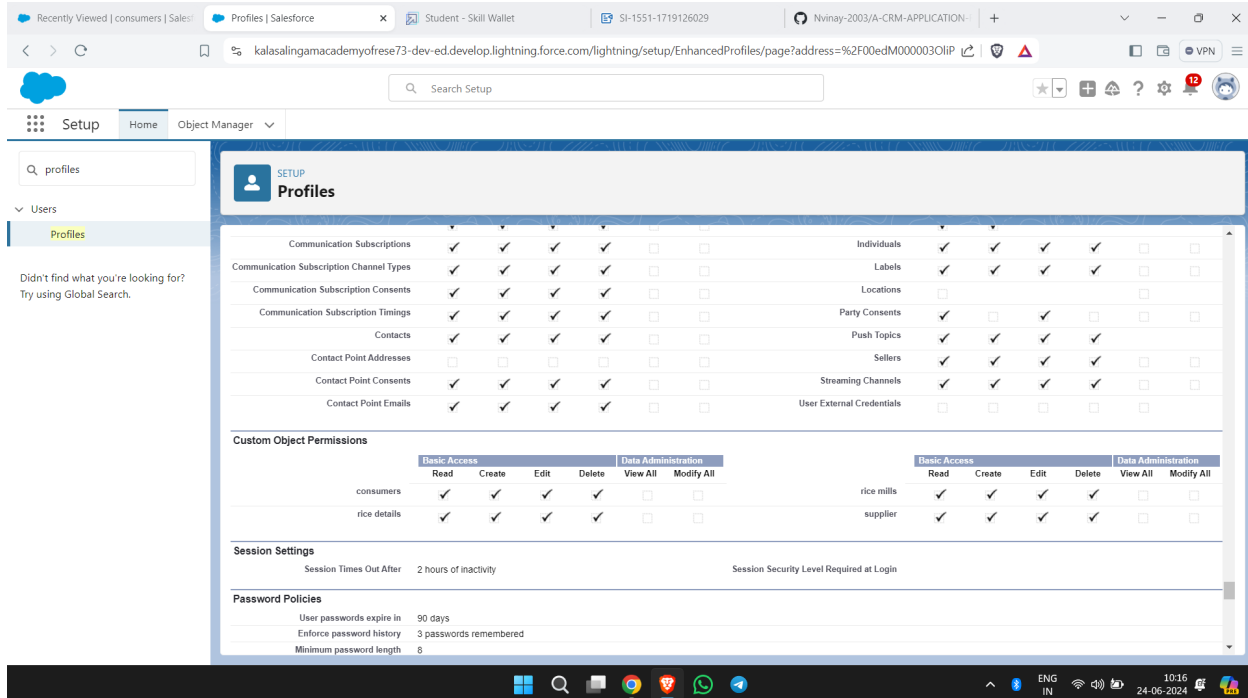 Recently Viewed | consumers | Sales
Profiles | Salesforce
Student - Skill Wallet
SI-1551-1719126029
Nvinay-2003/A-CRM-APPLICATION-
kalasalingamacademyofrese73-dev-ed.develop.lightning.force.com/lightning/setup/EnhancedProfiles/page?address=%2F00edM000003OliP
VPN
Search Setup
12
Setup
Home
Object Manager
profiles
Users
Profiles
Didn't find what you're looking for?
Try using Global Search.
SETUP
Profiles
Communication Subscriptions
Individuals
Communication Subscription Channel Types
Labels
Communication Subscription Consents
Locations
Communication Subscription Timings
Party Consents
Contacts
Push Topics
Contact Point Addresses
Sellers
Contact Point Consents
Streaming Channels
Contact Point Emails
User External Credentials
Custom Object Permissions
Basic Access Data Administration
Basic Access Data Administration
Read Create Edit Delete View All Modify All
Read Create Edit Delete View All Modify All
consumers
rice mills
rice details
supplier
Session Settings
Session Times Out After 2 hours of inactivity
Session Security Level Required at Login
Password Policies
User passwords expire in 90 days
Enforce password history 3 passwords remembered
Minimum password length 8
ENG
IN
10:16
24-06-2024
PRE